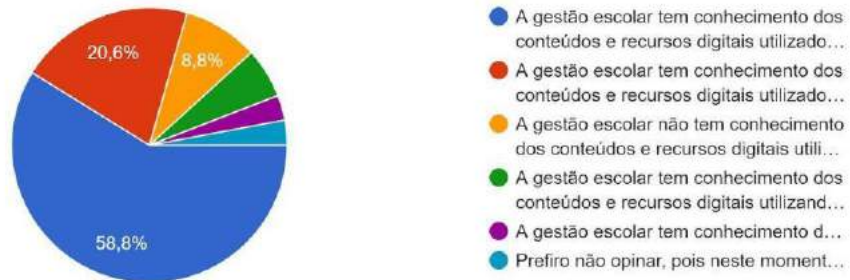 20,6%
8,8%
58,8%
A gestão escolar tem conhecimento dos
conteúdos e recursos digitais utilizado...
A gestão escolar tem conhecimento dos
conteúdos e recursos digitais utilizado...
A gestão escolar não tem conhecimento
dos conteúdos e recursos digitais utili...
A gestão escolar tem conhecimento dos
conteúdos e recursos digitais utilizand...
A gestão escolar tem conhecimento d...
Prefiro não opinar, pois neste moment...